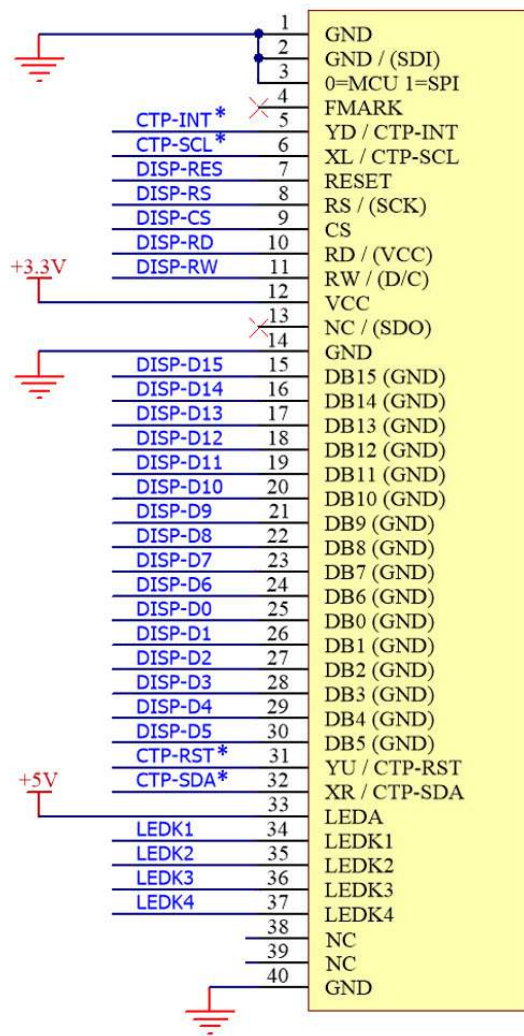 1 GND
2 GND / (SDI)
3 0=MCU 1=SPI
4 FMARK
CTP-INT* 5 YD / CTP-INT
CTP-SCL* 6 XL / CTP-SCL
DISP-RES 7 RESET
DISP-RS 8 RS / (SCK)
DISP-CS 9 CS
DISP-RD 10 RD / (VCC)
DISP-RW 11 RW / (D/C)
+3.3V 12 VCC
13 NC / (SDO)
14 GND
DISP-D15 15 DB15 (GND)
DISP-D14 16 DB14 (GND)
DISP-D13 17 DB13 (GND)
DISP-D12 18 DB12 (GND)
DISP-D11 19 DB11 (GND)
DISP-D10 20 DB10 (GND)
DISP-D9 21 DB9 (GND)
DISP-D8 22 DB8 (GND)
DISP-D7 23 DB7 (GND)
DISP-D6 24 DB6 (GND)
DISP-D0 25 DB0 (GND)
DISP-D1 26 DB1 (GND)
DISP-D2 27 DB2 (GND)
DISP-D3 28 DB3 (GND)
DISP-D4 29 DB4 (GND)
DISP-D5 30 DB5 (GND)
CTP-RST* 31 YU / CTP-RST
CTP-SDA* 32 XR / CTP-SDA
+5V 33 LEDA
LEDK1 34 LEDK1
LEDK2 35 LEDK2
LEDK3 36 LEDK3
LEDK4 37 LEDK4
38 NC
39 NC
40 GND